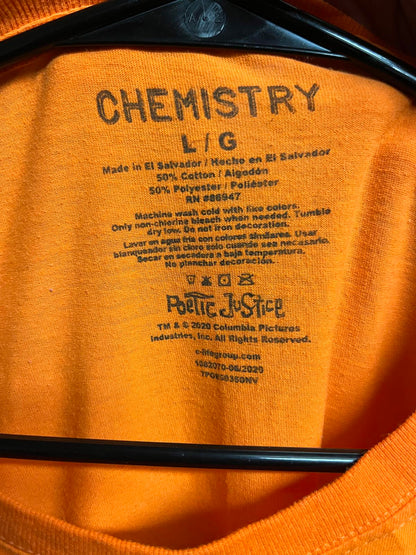 CHEMISTRY
L / G
Made in El Salvador / Hecho en El Salvador
50% Cotton / Algodón
50% Polyester / Poliéster
RN #86947
Machine wash cold with like colors.
Only non-chlorine bleach when needed. Tumble
dry low. Do not iron decoration.
Lavar en agua fria con colores similares. Usar
blanqueador sin cloro solo cuando sea necasario.
Secar en secadora a baja temperatura.
No planchar decoración.
Poetic Justice
TM & © 2020 Columbia Pictures
Industries, Inc. All Rights Reserved.
c-lifegroup.com